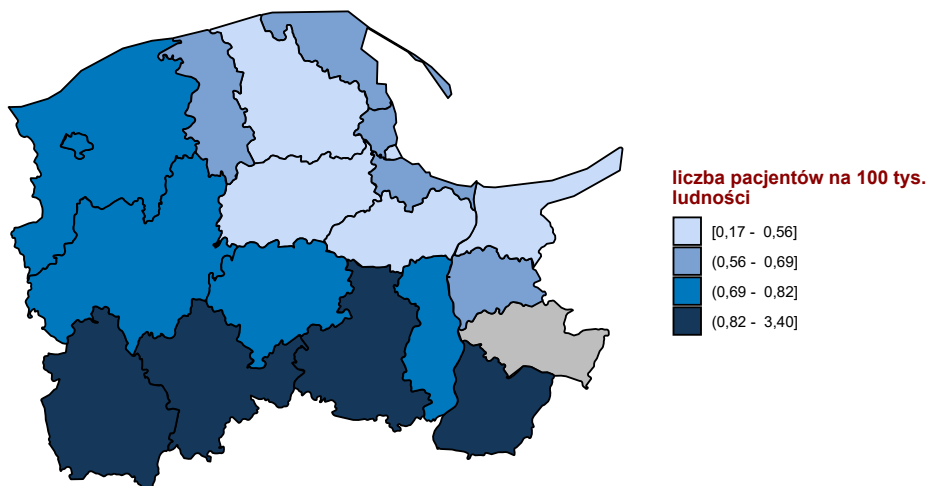 liczba pacjentów na 100 tys.
ludności
[0,17 - 0,56]
(0,56 - 0,69]
(0,69 - 0,82]
(0,82 - 3,40]